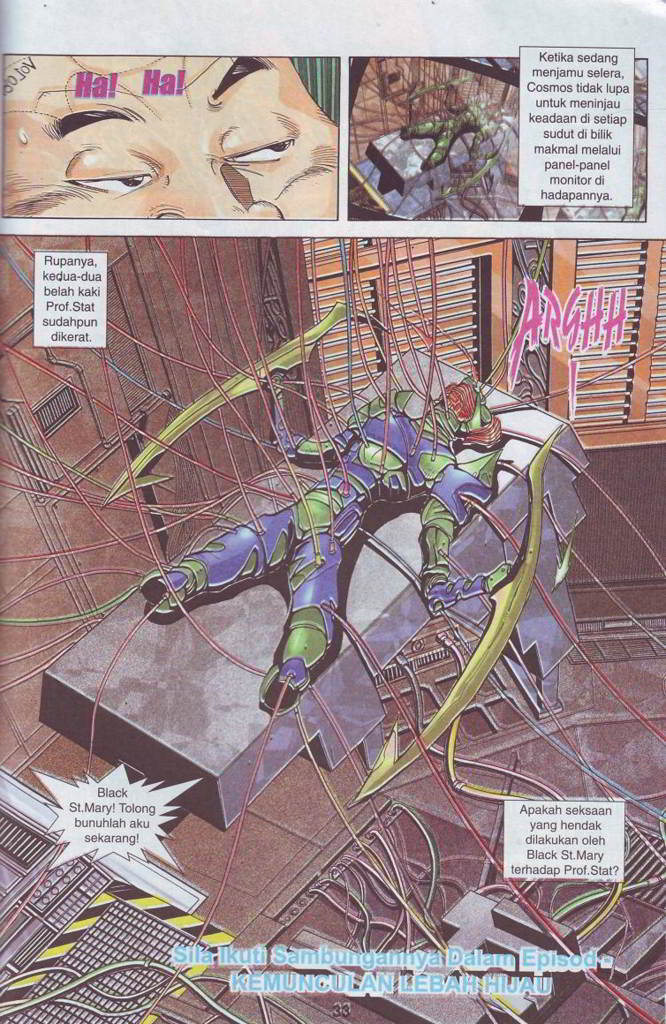 Ha! Ha!
Ketika sedang
menjamu selera,
Cosmos tidak lupa
untuk meninjau
keadaan di setiap
sudut di bilik
makmal melalui
panel-panel
monitor di
hadapannya.
Rupanya,
kedua-dua
belah kaki
Prof.Stat
sudahpun
dikerat.
ARGHH
!
Black
St.Mary! Tolong
bunuhlah aku
sekarang!
Apakah seksaan
yang hendak
dilakukan oleh
Black St.Mary
terhadap Prof.Stat?
Sila Ikuti Sambungannya Dalam Episod -
KEMUNCULAN LEBAH HIJAU
33